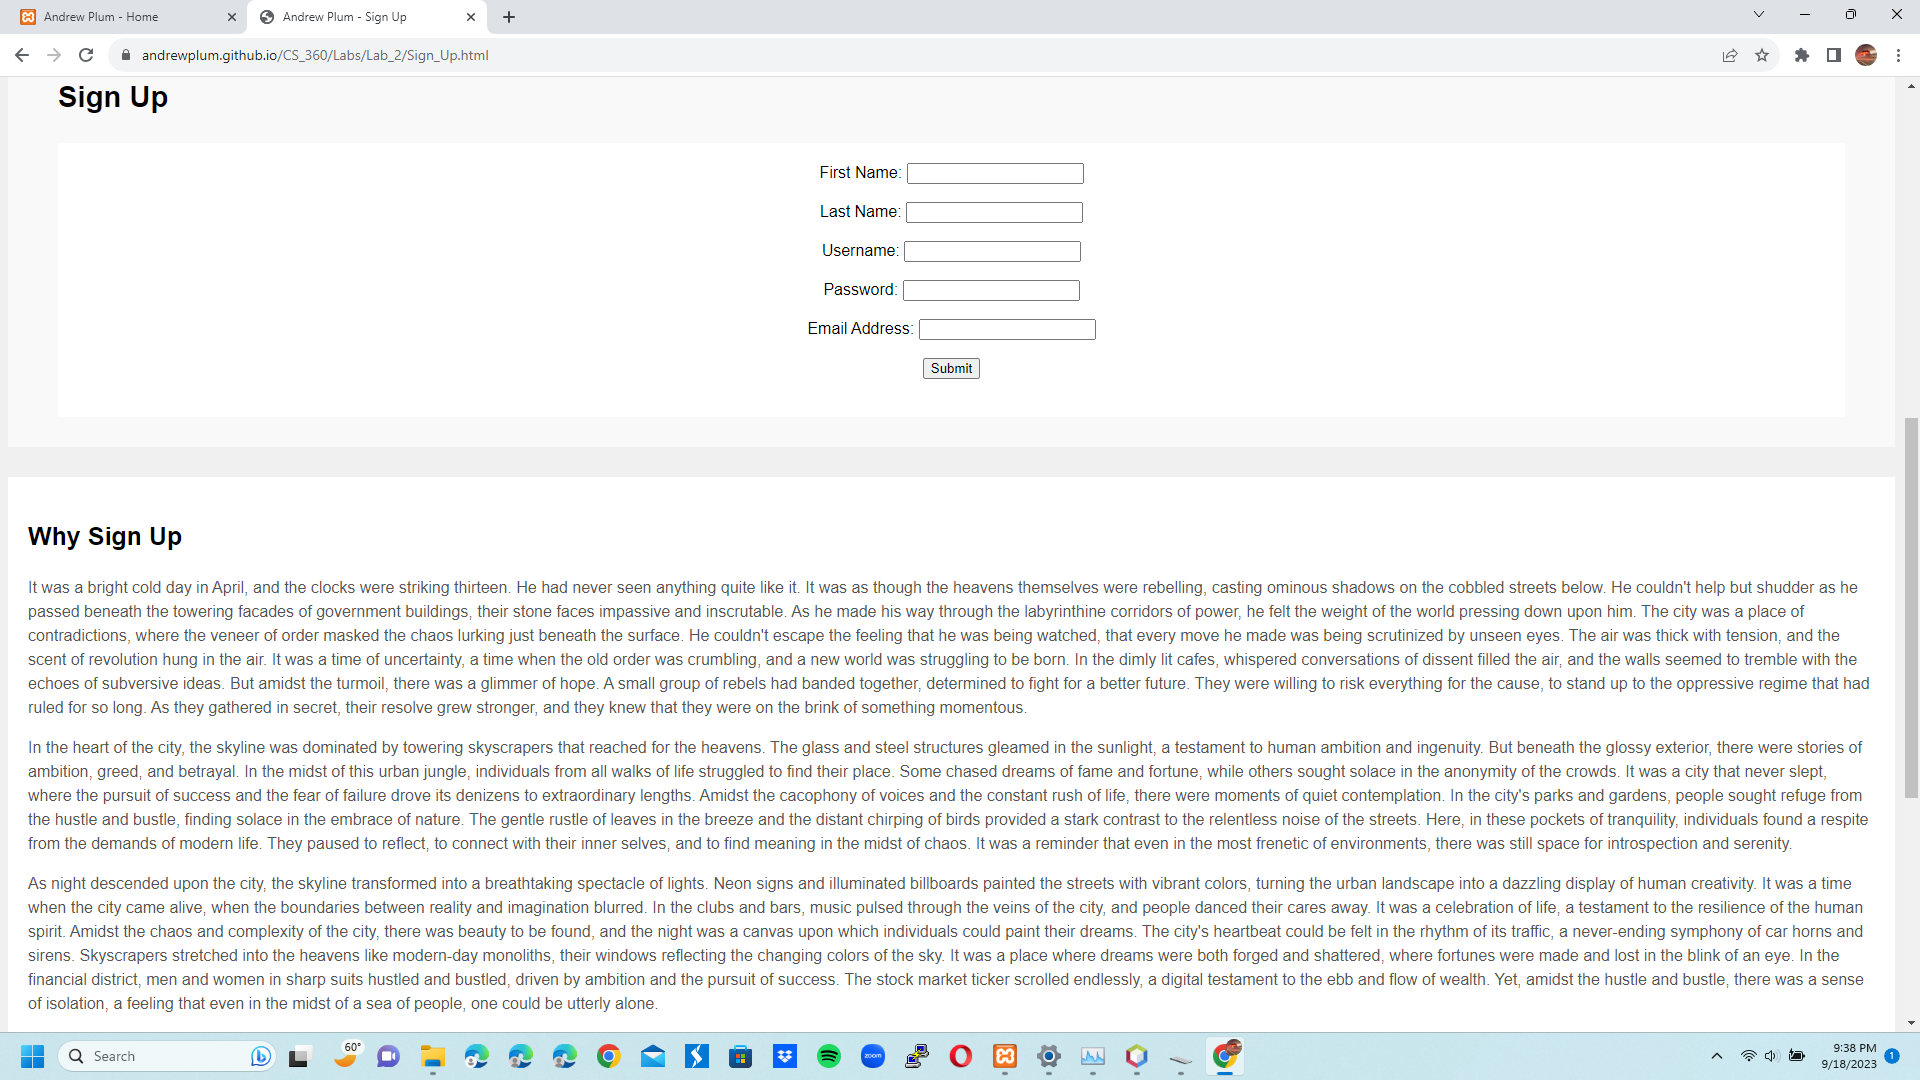 Andrew Plum - Home
Andrew Plum - Sign Up
andrewplum.github.io/CS_360/Labs/Lab_2/Sign_Up.html
Sign Up
First Name:
Last Name:
Username:
Password:
Email Address:
Submit
Why Sign Up
It was a bright cold day in April, and the clocks were striking thirteen. He had never seen anything quite like it. It was as though the heavens themselves were rebelling, casting ominous shadows on the cobbled streets below. He couldn't help but shudder as he
passed beneath the towering facades of government buildings, their stone faces impassive and inscrutable. As he made his way through the labyrinthine corridors of power, he felt the weight of the world pressing down upon him. The city was a place of
contradictions, where the veneer of order masked the chaos lurking just beneath the surface. He couldn't escape the feeling that he was being watched, that every move he made was being scrutinized by unseen eyes. The air was thick with tension, and the
scent of revolution hung in the air. It was a time of uncertainty, a time when the old order was crumbling, and a new world was struggling to be born. In the dimly lit cafes, whispered conversations of dissent filled the air, and the walls seemed to tremble with the
echoes of subversive ideas. But amidst the turmoil, there was a glimmer of hope. A small group of rebels had banded together, determined to fight for a better future. They were willing to risk everything for the cause, to stand up to the oppressive regime that had
ruled for so long. As they gathered in secret, their resolve grew stronger, and they knew that they were on the brink of something momentous.
In the heart of the city, the skyline was dominated by towering skyscrapers that reached for the heavens. The glass and steel structures gleamed in the sunlight, a testament to human ambition and ingenuity. But beneath the glossy exterior, there were stories of
ambition, greed, and betrayal. In the midst of this urban jungle, individuals from all walks of life struggled to find their place. Some chased dreams of fame and fortune, while others sought solace in the anonymity of the crowds. It was a city that never slept,
where the pursuit of success and the fear of failure drove its denizens to extraordinary lengths. Amidst the cacophony of voices and the constant rush of life, there were moments of quiet contemplation. In the city's parks and gardens, people sought refuge from
the hustle and bustle, finding solace in the embrace of nature. The gentle rustle of leaves in the breeze and the distant chirping of birds provided a stark contrast to the relentless noise of the streets. Here, in these pockets of tranquility, individuals found a respite
from the demands of modern life. They paused to reflect, to connect with their inner selves, and to find meaning in the midst of chaos. It was a reminder that even in the most frenetic of environments, there was still space for introspection and serenity.
As night descended upon the city, the skyline transformed into a breathtaking spectacle of lights. Neon signs and illuminated billboards painted the streets with vibrant colors, turning the urban landscape into a dazzling display of human creativity. It was a time
when the city came alive, when the boundaries between reality and imagination blurred. In the clubs and bars, music pulsed through the veins of the city, and people danced their cares away. It was a celebration of life, a testament to the resilience of the human
spirit. Amidst the chaos and complexity of the city, there was beauty to be found, and the night was a canvas upon which individuals could paint their dreams. The city's heartbeat could be felt in the rhythm of its traffic, a never-ending symphony of car horns and
sirens. Skyscrapers stretched into the heavens like modern-day monoliths, their windows reflecting the changing colors of the sky. It was a place where dreams were both forged and shattered, where fortunes were made and lost in the blink of an eye. In the
financial district, men and women in sharp suits hustled and bustled, driven by ambition and the pursuit of success. The stock market ticker scrolled endlessly, a digital testament to the ebb and flow of wealth. Yet, amidst the hustle and bustle, there was a sense
of isolation, a feeling that even in the midst of a sea of people, one could be utterly alone.
Search
60°
zoom
9:38 PM
9/18/2023
1